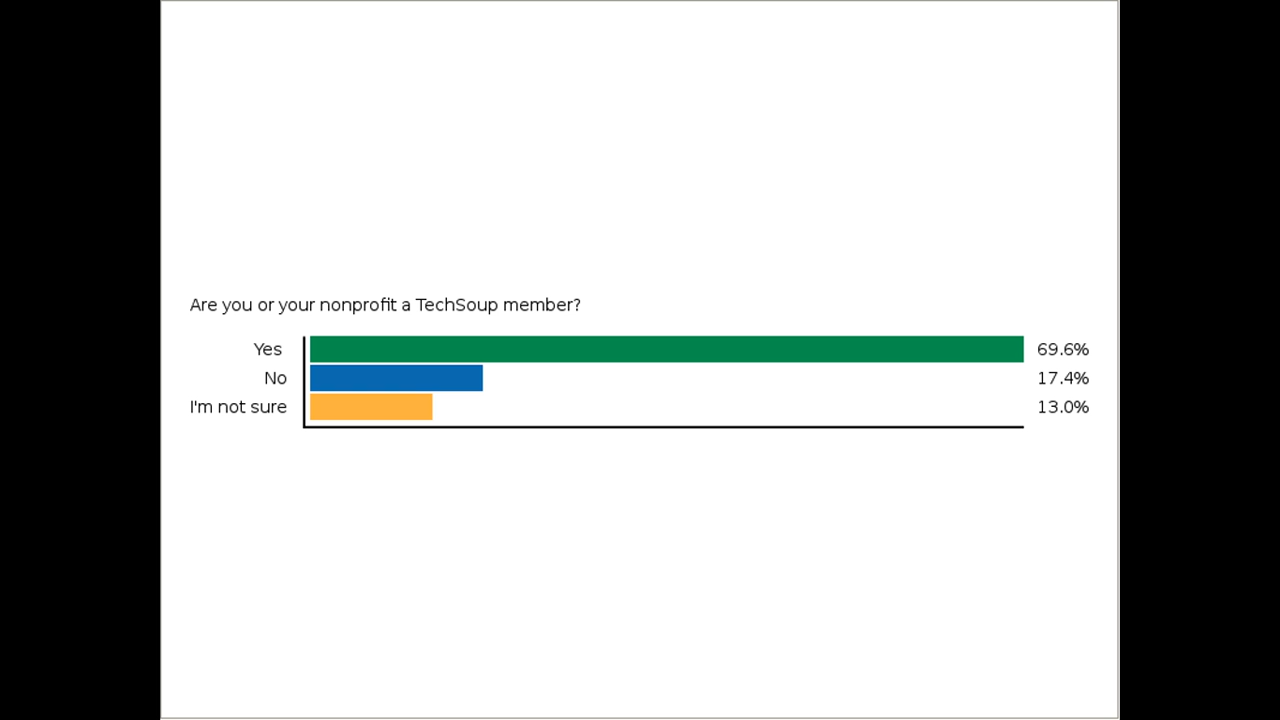 Are you or your nonprofit a TechSoup member?
Yes 69.6%
No 17.4%
I'm not sure 13.0%